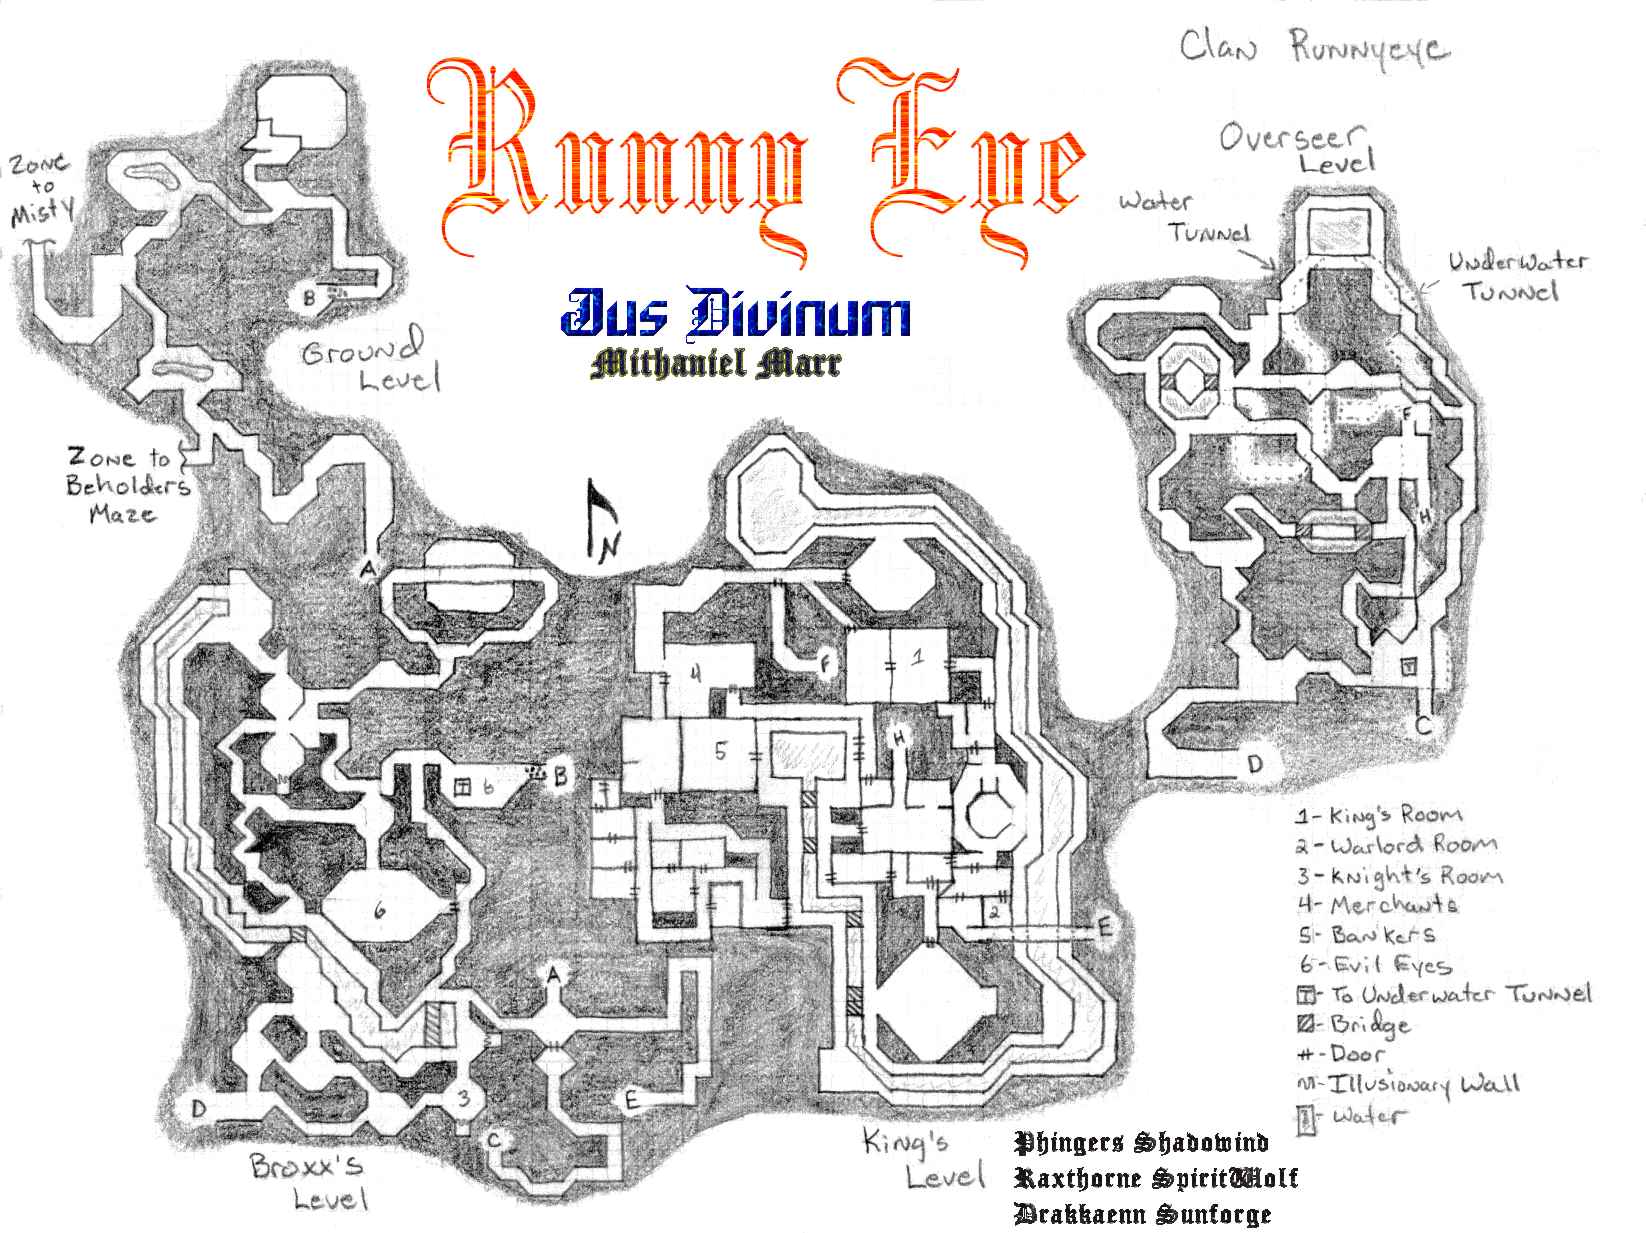 Clan Runnyeye
Runny Eye
Overseer
Level
Zone
to
Misty
Water
Tunnel
Underwater
Tunnel
B
Jus Divinum
Mithaniel Marr
Ground
Level
F
Zone to
Beholders
Maze
N
H
A
4
F
1
T
5
H
C
D
T 6
B
1- King's Room
2- Warlord Room
3- Knight's Room
4- Merchants
5- Bankers
6- Evil Eyes
T - To Underwater Tunnel
- Bridge
- Door
- Illusionary Wall
- Water
6
2
E
A
D
3
E
C
Broxx's
Level
King's
Level
Phingers Shadowind
Raxthorne SpiritWolf
Drakkaenn Sunforge